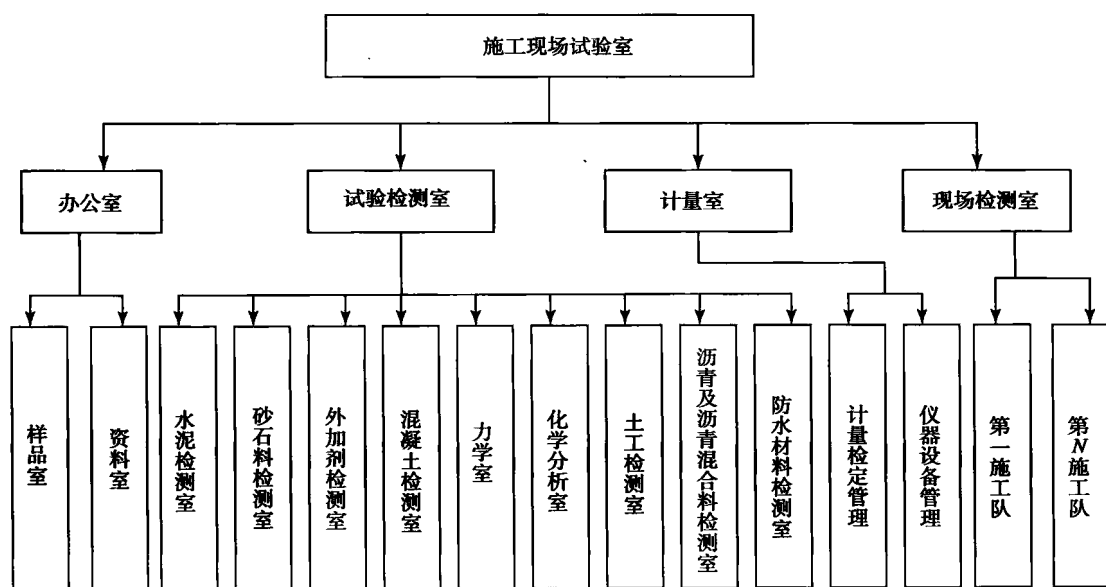 施工现场试验室
办公室
试验检测室
计量室
现场检测室
样品室
资料室
水泥检测室
砂石料检测室
外加剂检测室
混凝土检测室
力学室
化学分析室
土工检测室
沥青及沥青混合料检测室
防水材料检测室
计量检定管理
仪器设备管理
第一施工队
第N施工队